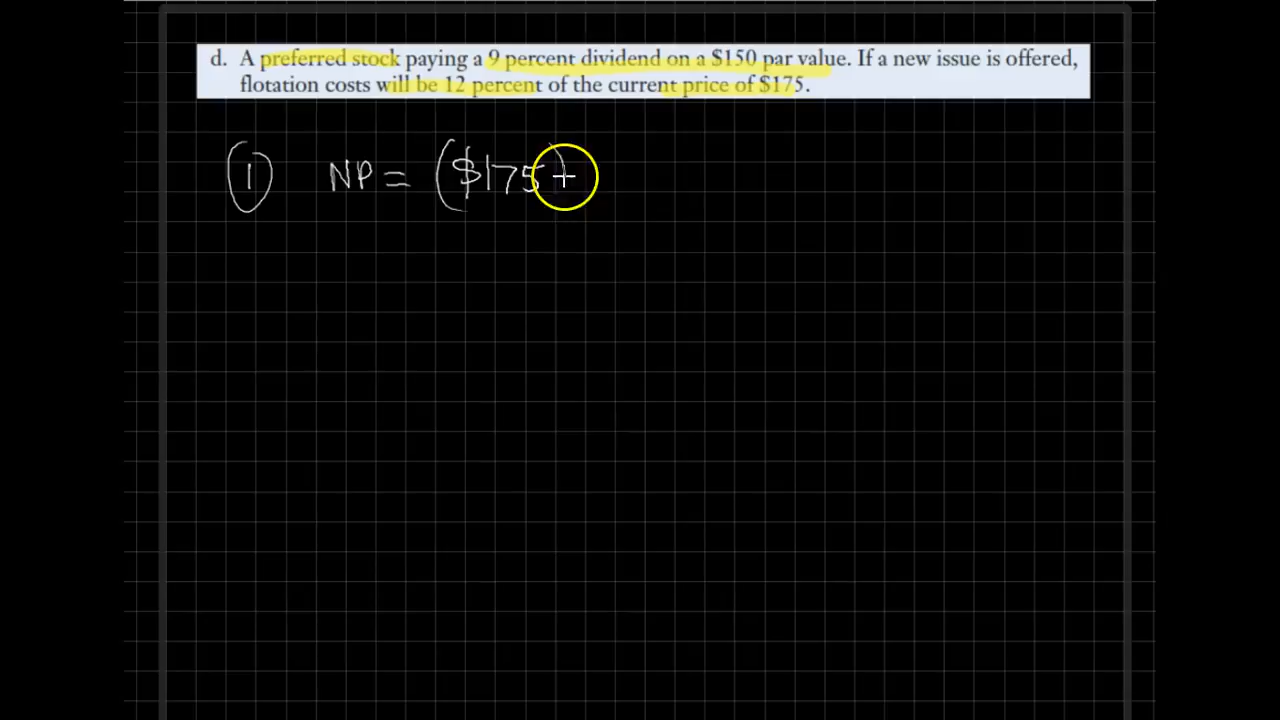 d. A preferred stock paying a 9 percent dividend on a $150 par value. If a new issue is offered,
flotation costs will be 12 percent of the current price of $175.
① NP = ($175)